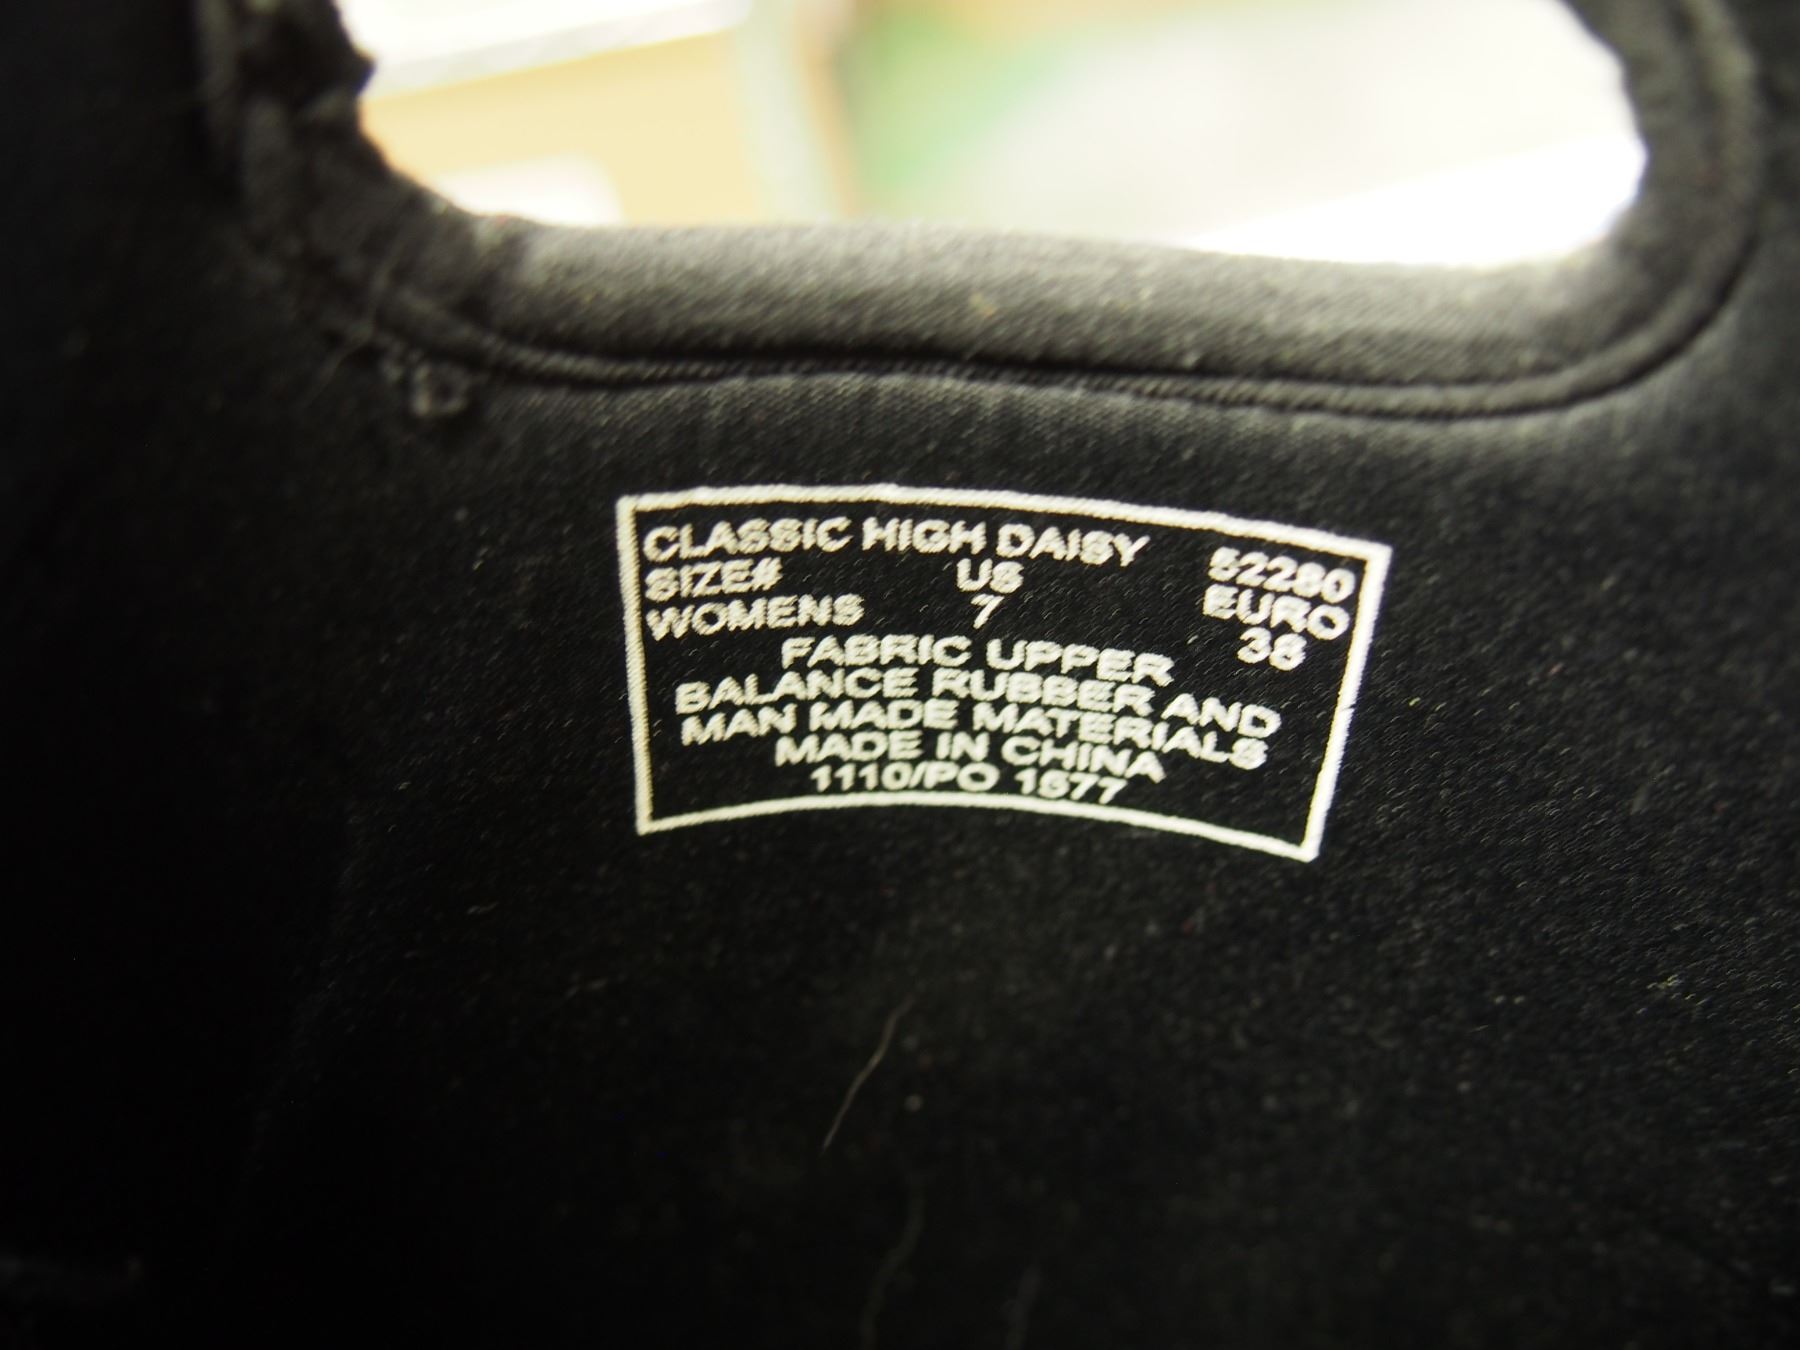 CLASSIC HIGH DAISY 52280
SIZE# US EURO
WOMENS 7 38
FABRIC UPPER
BALANCE RUBBER AND
MAN MADE MATERIALS
MADE IN CHINA
1110/PO 1577